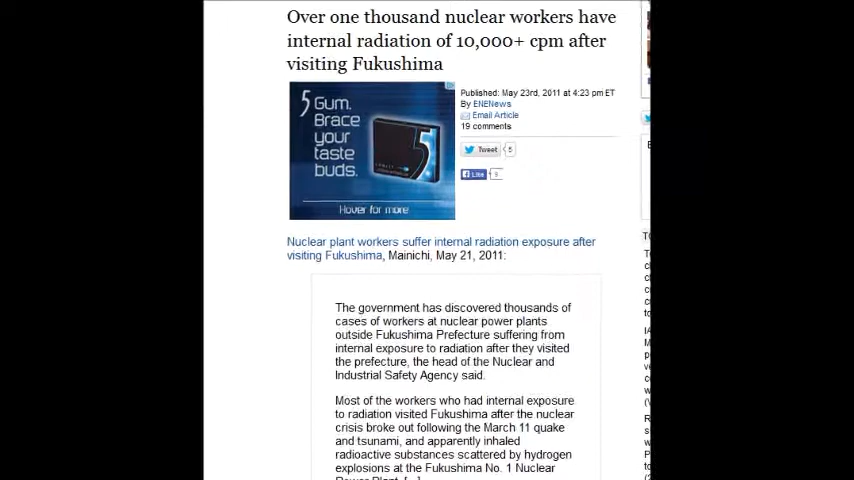 Over one thousand nuclear workers have
internal radiation of 10,000+ cpm after
visiting Fukushima
5 Gum.
Brace
your
taste
buds.
5
Hover for more
Published: May 23rd, 2011 at 4:23 pm ET
By ENENews
Email Article
19 comments
Tweet 5
Like 9
Nuclear plant workers suffer internal radiation exposure after
visiting Fukushima, Mainichi, May 21, 2011:
The government has discovered thousands of
cases of workers at nuclear power plants
outside Fukushima Prefecture suffering from
internal exposure to radiation after they visited
the prefecture, the head of the Nuclear and
Industrial Safety Agency said.
Most of the workers who had internal exposure
to radiation visited Fukushima after the nuclear
crisis broke out following the March 11 quake
and tsunami, and apparently inhaled
radioactive substances scattered by hydrogen
explosions at the Fukushima No. 1 Nuclear
Power Plant. [...]